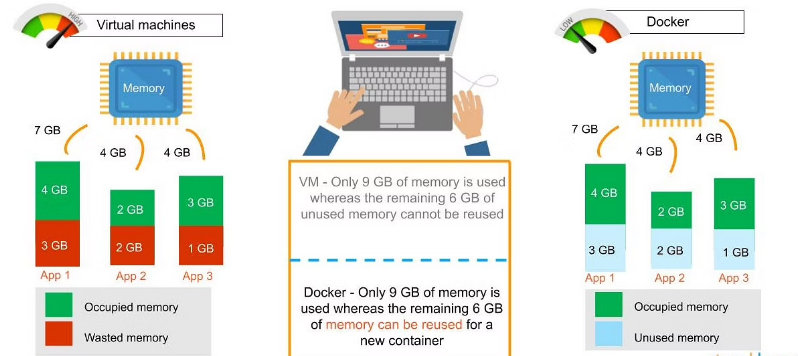 HIGH
Virtual machines
Memory
7 GB
4 GB
4 GB
4 GB
2 GB
3 GB
3 GB
2 GB
1 GB
App 1
App 2
App 3
Occupied memory
Wasted memory
VM - Only 9 GB of memory is used
whereas the remaining 6 GB of
unused memory cannot be reused
Docker - Only 9 GB of memory is
used whereas the remaining 6 GB
of memory can be reused for a
new container
LOW
Docker
Memory
7 GB
4 GB
4 GB
4 GB
2 GB
3 GB
3 GB
2 GB
1 GB
App 1
App 2
App 3
Occupied memory
Unused memory